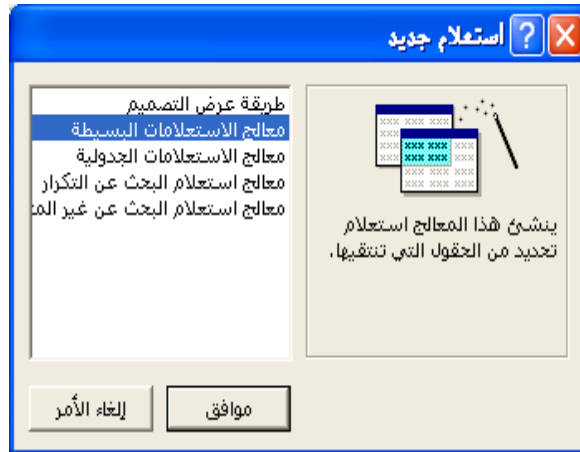 استعلام جديد
طريقة عرض التصميم
معالج الاستعلامات البسيطة
معالج الاستعلامات الجدولية
معالج استعلام البحث عن التكرار
معالج استعلام البحث عن غير
ينشئ هذا المعالج استعلام
تحديد من الحقول التي تنتقيها.
موافق
إلغاء الأمر